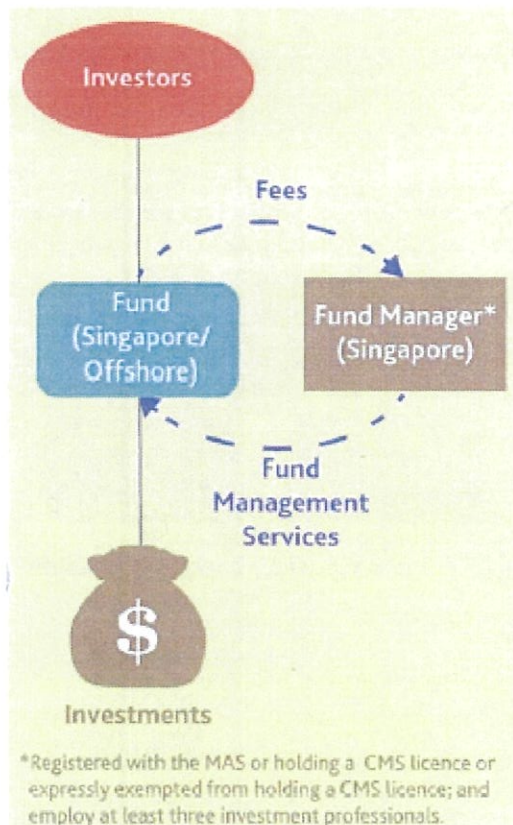 Investors
Fees
Fund
(Singapore/
Offshore)
Fund Manager*
(Singapore)
Fund
Management
Services
$
Investments
*Registered with the MAS or holding a CMS licence or
expressly exempted from holding a CMS licence; and
employ at least three investment professionals.